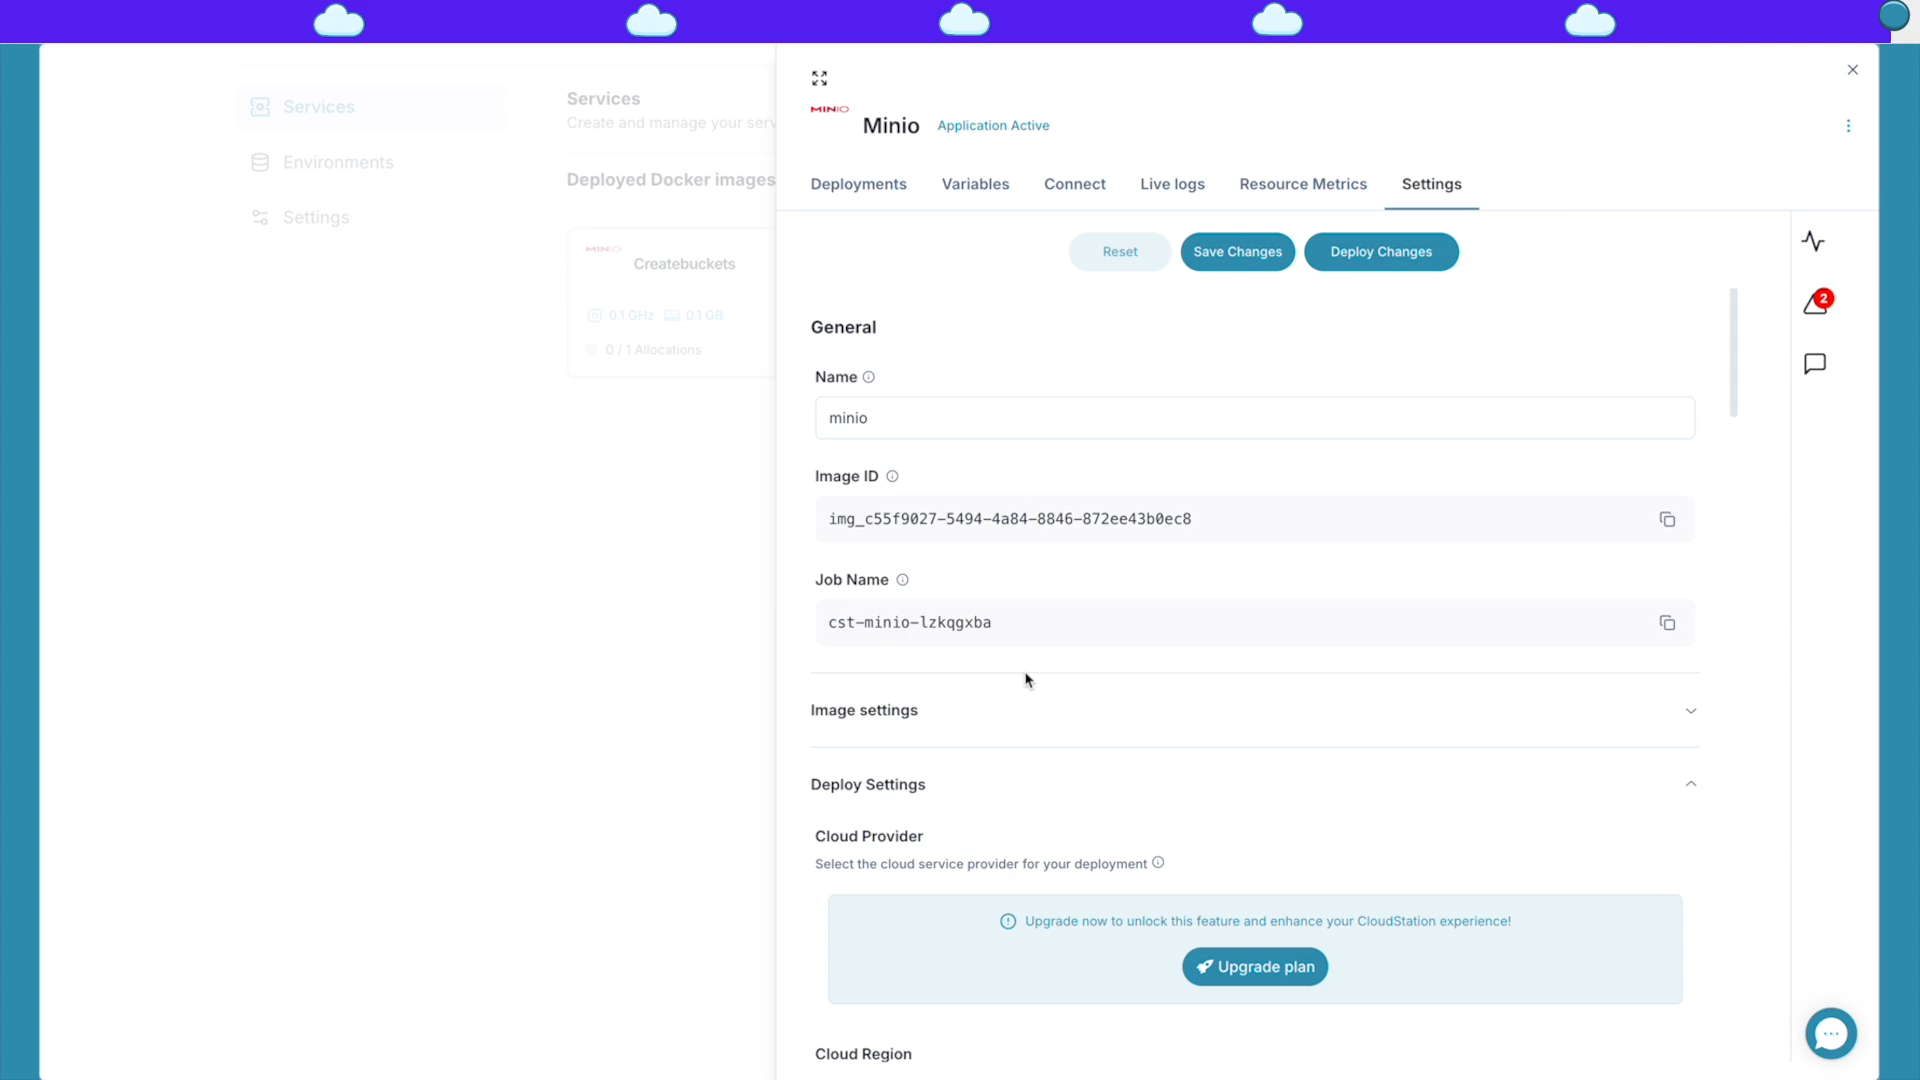 Services
Environments
Settings
Services
Create and manage your serv
Deployed Docker images
MINIO
Createbuckets
0.1 GHz 0.1 GB
0 / 1 Allocations
MINIO
Minio Application Active
Deployments Variables Connect Live logs Resource Metrics Settings
Reset Save Changes Deploy Changes
2
General
Name
minio
Image ID
img_c55f9027-5494-4a84-8846-872ee43b0ec8
Job Name
cst-minio-lzkqgxba
Image settings
Deploy Settings
Cloud Provider
Select the cloud service provider for your deployment
Upgrade now to unlock this feature and enhance your CloudStation experience!
Upgrade plan
Cloud Region